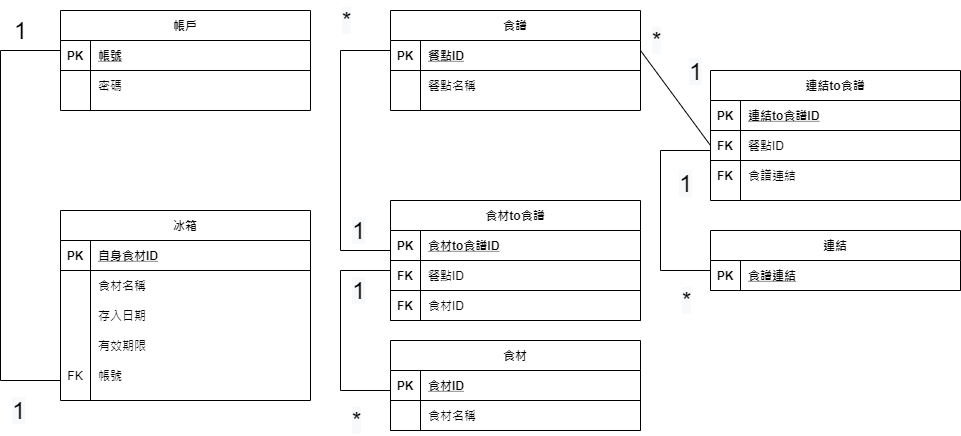 1
帳戶
PK 帳號
密碼
冰箱
PK 自身食材ID
食材名稱
存入日期
有效期限
FK 帳號
1
*
食譜
PK 餐點ID
餐點名稱
1
食材to食譜
PK 食材to食譜ID
FK 餐點ID
FK 食材ID
1
食材
PK 食材ID
食材名稱
*
*
1
連結to食譜
PK 連結to食譜ID
FK 餐點ID
FK 食譜連結
1
連結
PK 食譜連結
*